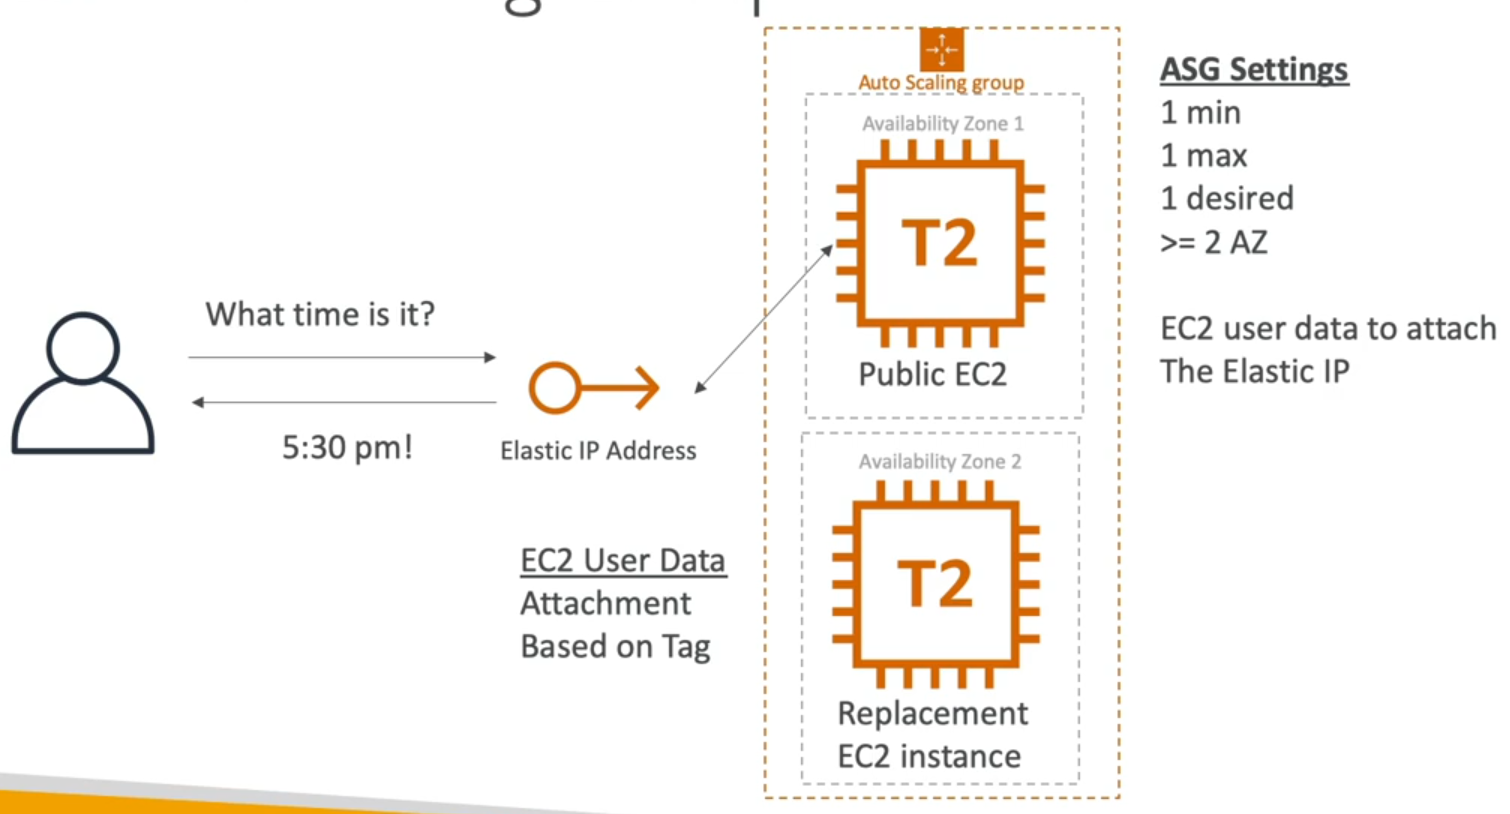 Auto Scaling group
Availability Zone 1
T2
Public EC2
Availability Zone 2
T2
Replacement
EC2 instance
ASG Settings
1 min
1 max
1 desired
>= 2 AZ
EC2 user data to attach
The Elastic IP
What time is it?
5:30 pm!
Elastic IP Address
EC2 User Data
Attachment
Based on Tag